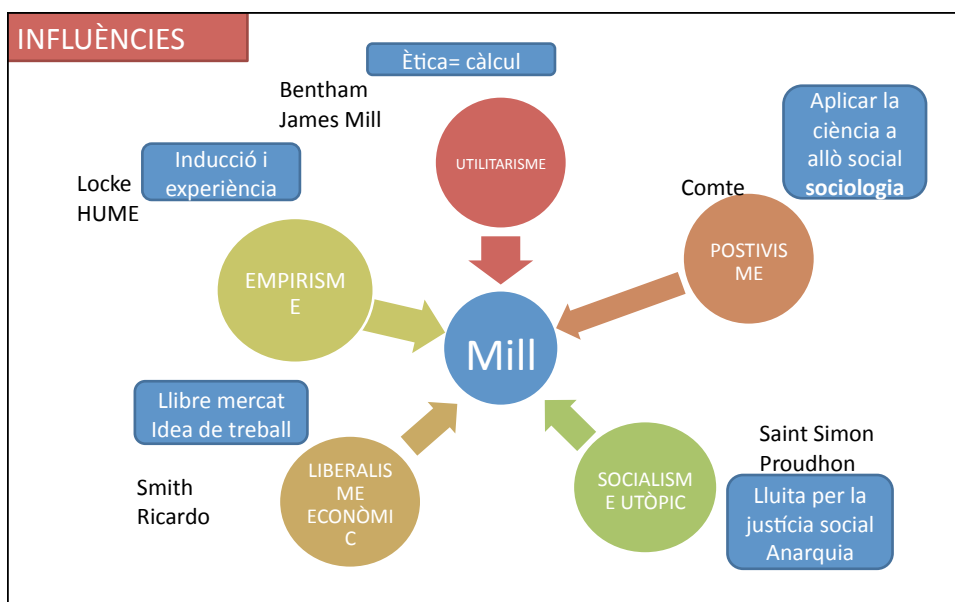 INFLUÈNCIES
Ètica= càlcul
Bentham
James Mill
UTILITARISME
Inducció i
experiència
Locke
HUME
EMPIRISM
E
Aplicar la
ciència a
allò social
sociologia
Comte
POSTIVIS
ME
Mill
Llibre mercat
Idea de treball
Smith
Ricardo
LIBERALIS
ME
ECONÒMI
C
SOCIALISM
E UTÒPIC
Saint Simon
Proudhon
Lluita per la
justícia social
Anarquia